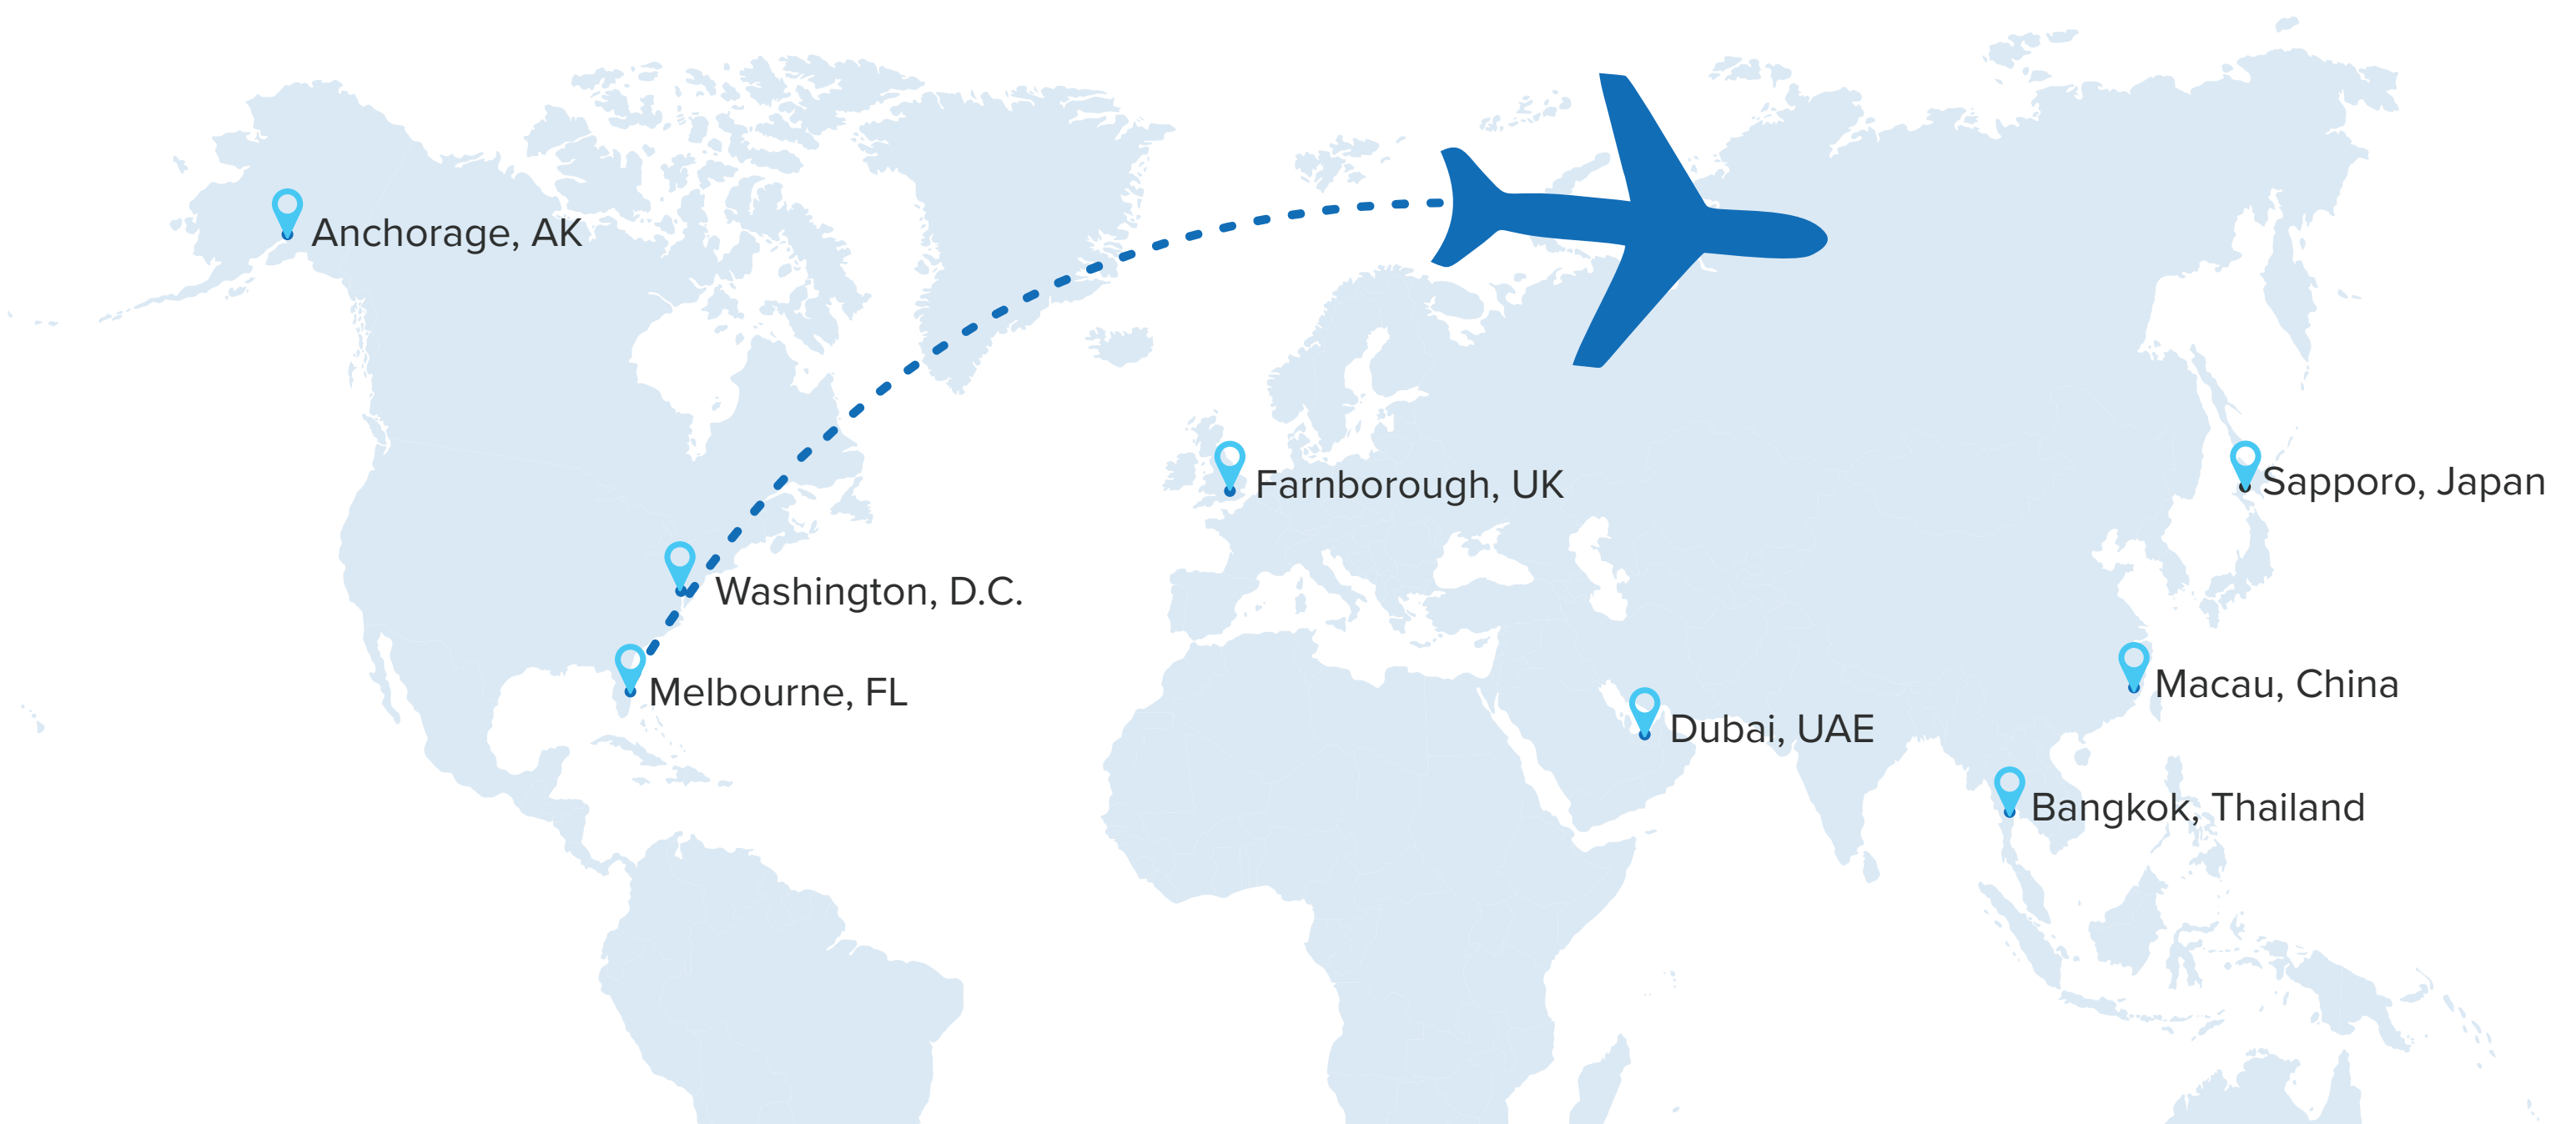 Anchorage, AK
Farnborough, UK
Sapporo, Japan
Washington, D.C.
Melbourne, FL
Macau, China
Dubai, UAE
Bangkok, Thailand